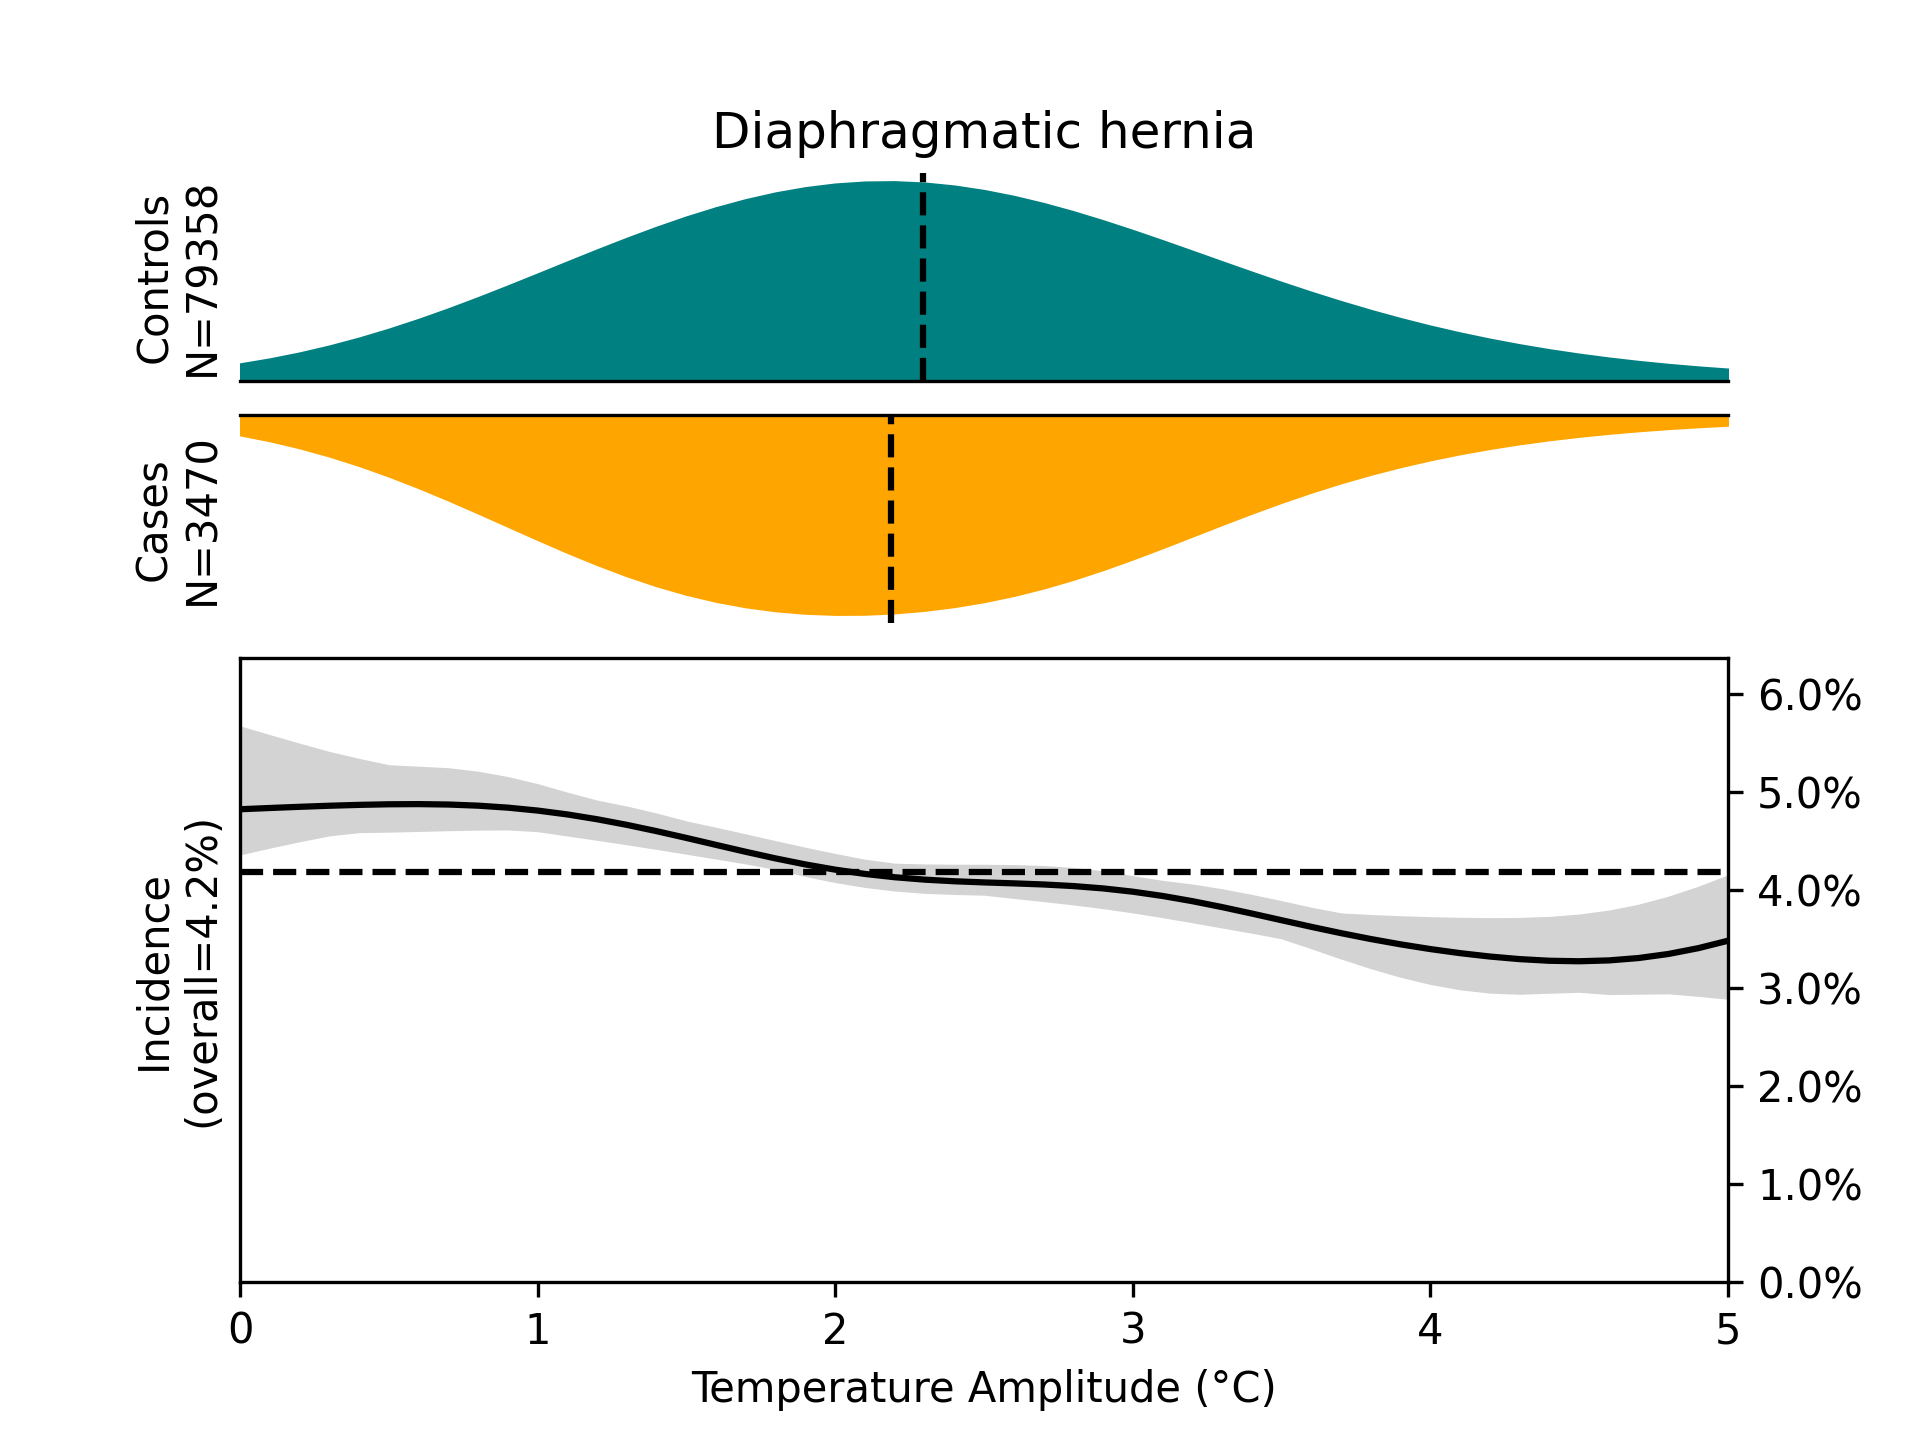 Diaphragmatic hernia
Controls
N=79358
Cases
N=3470
Incidence
(overall=4.2%)
6.0%
5.0%
4.0%
3.0%
2.0%
1.0%
0.0%
0 1 2 3 4 5
Temperature Amplitude (°C)